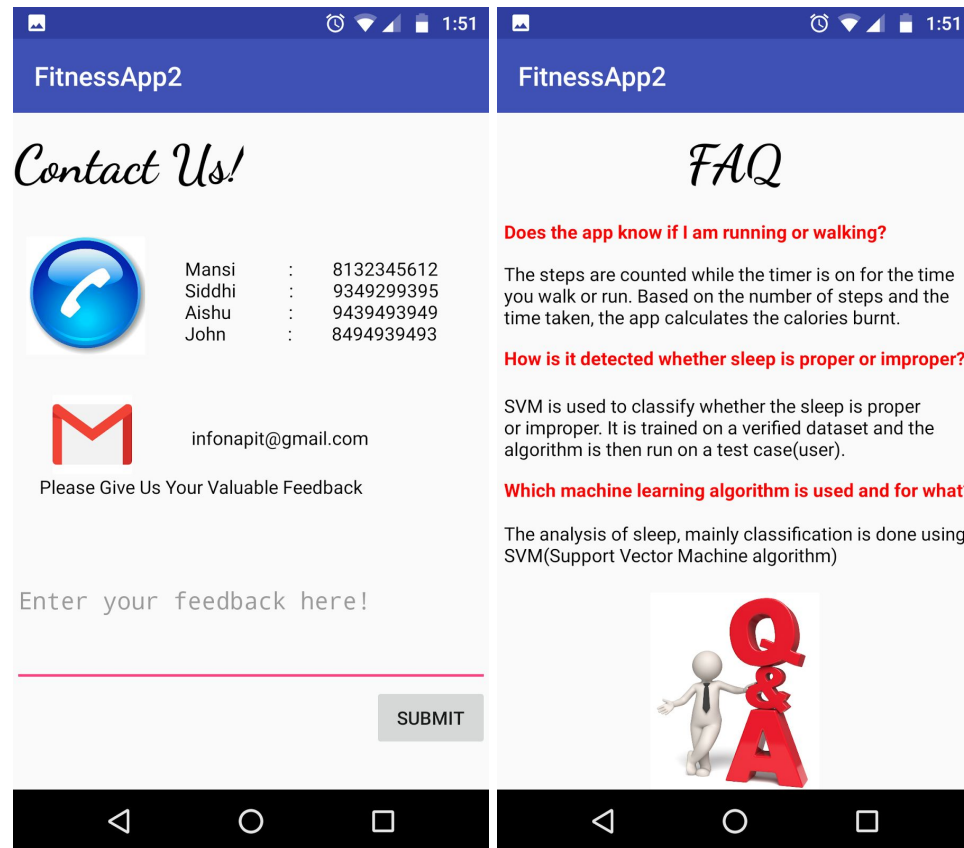 1:51
FitnessApp2
Contact Us!
Mansi : 8132345612
Siddhi : 9349299395
Aishu : 9439493949
John : 8494939493
infonapit@gmail.com
Please Give Us Your Valuable Feedback
Enter your feedback here!
SUBMIT
1:51
FitnessApp2
FAQ
Does the app know if I am running or walking?
The steps are counted while the timer is on for the time
you walk or run. Based on the number of steps and the
time taken, the app calculates the calories burnt.
How is it detected whether sleep is proper or improper?
SVM is used to classify whether the sleep is proper
or improper. It is trained on a verified dataset and the
algorithm is then run on a test case(user).
Which machine learning algorithm is used and for what?
The analysis of sleep, mainly classification is done using
SVM(Support Vector Machine algorithm)
Q
&
A